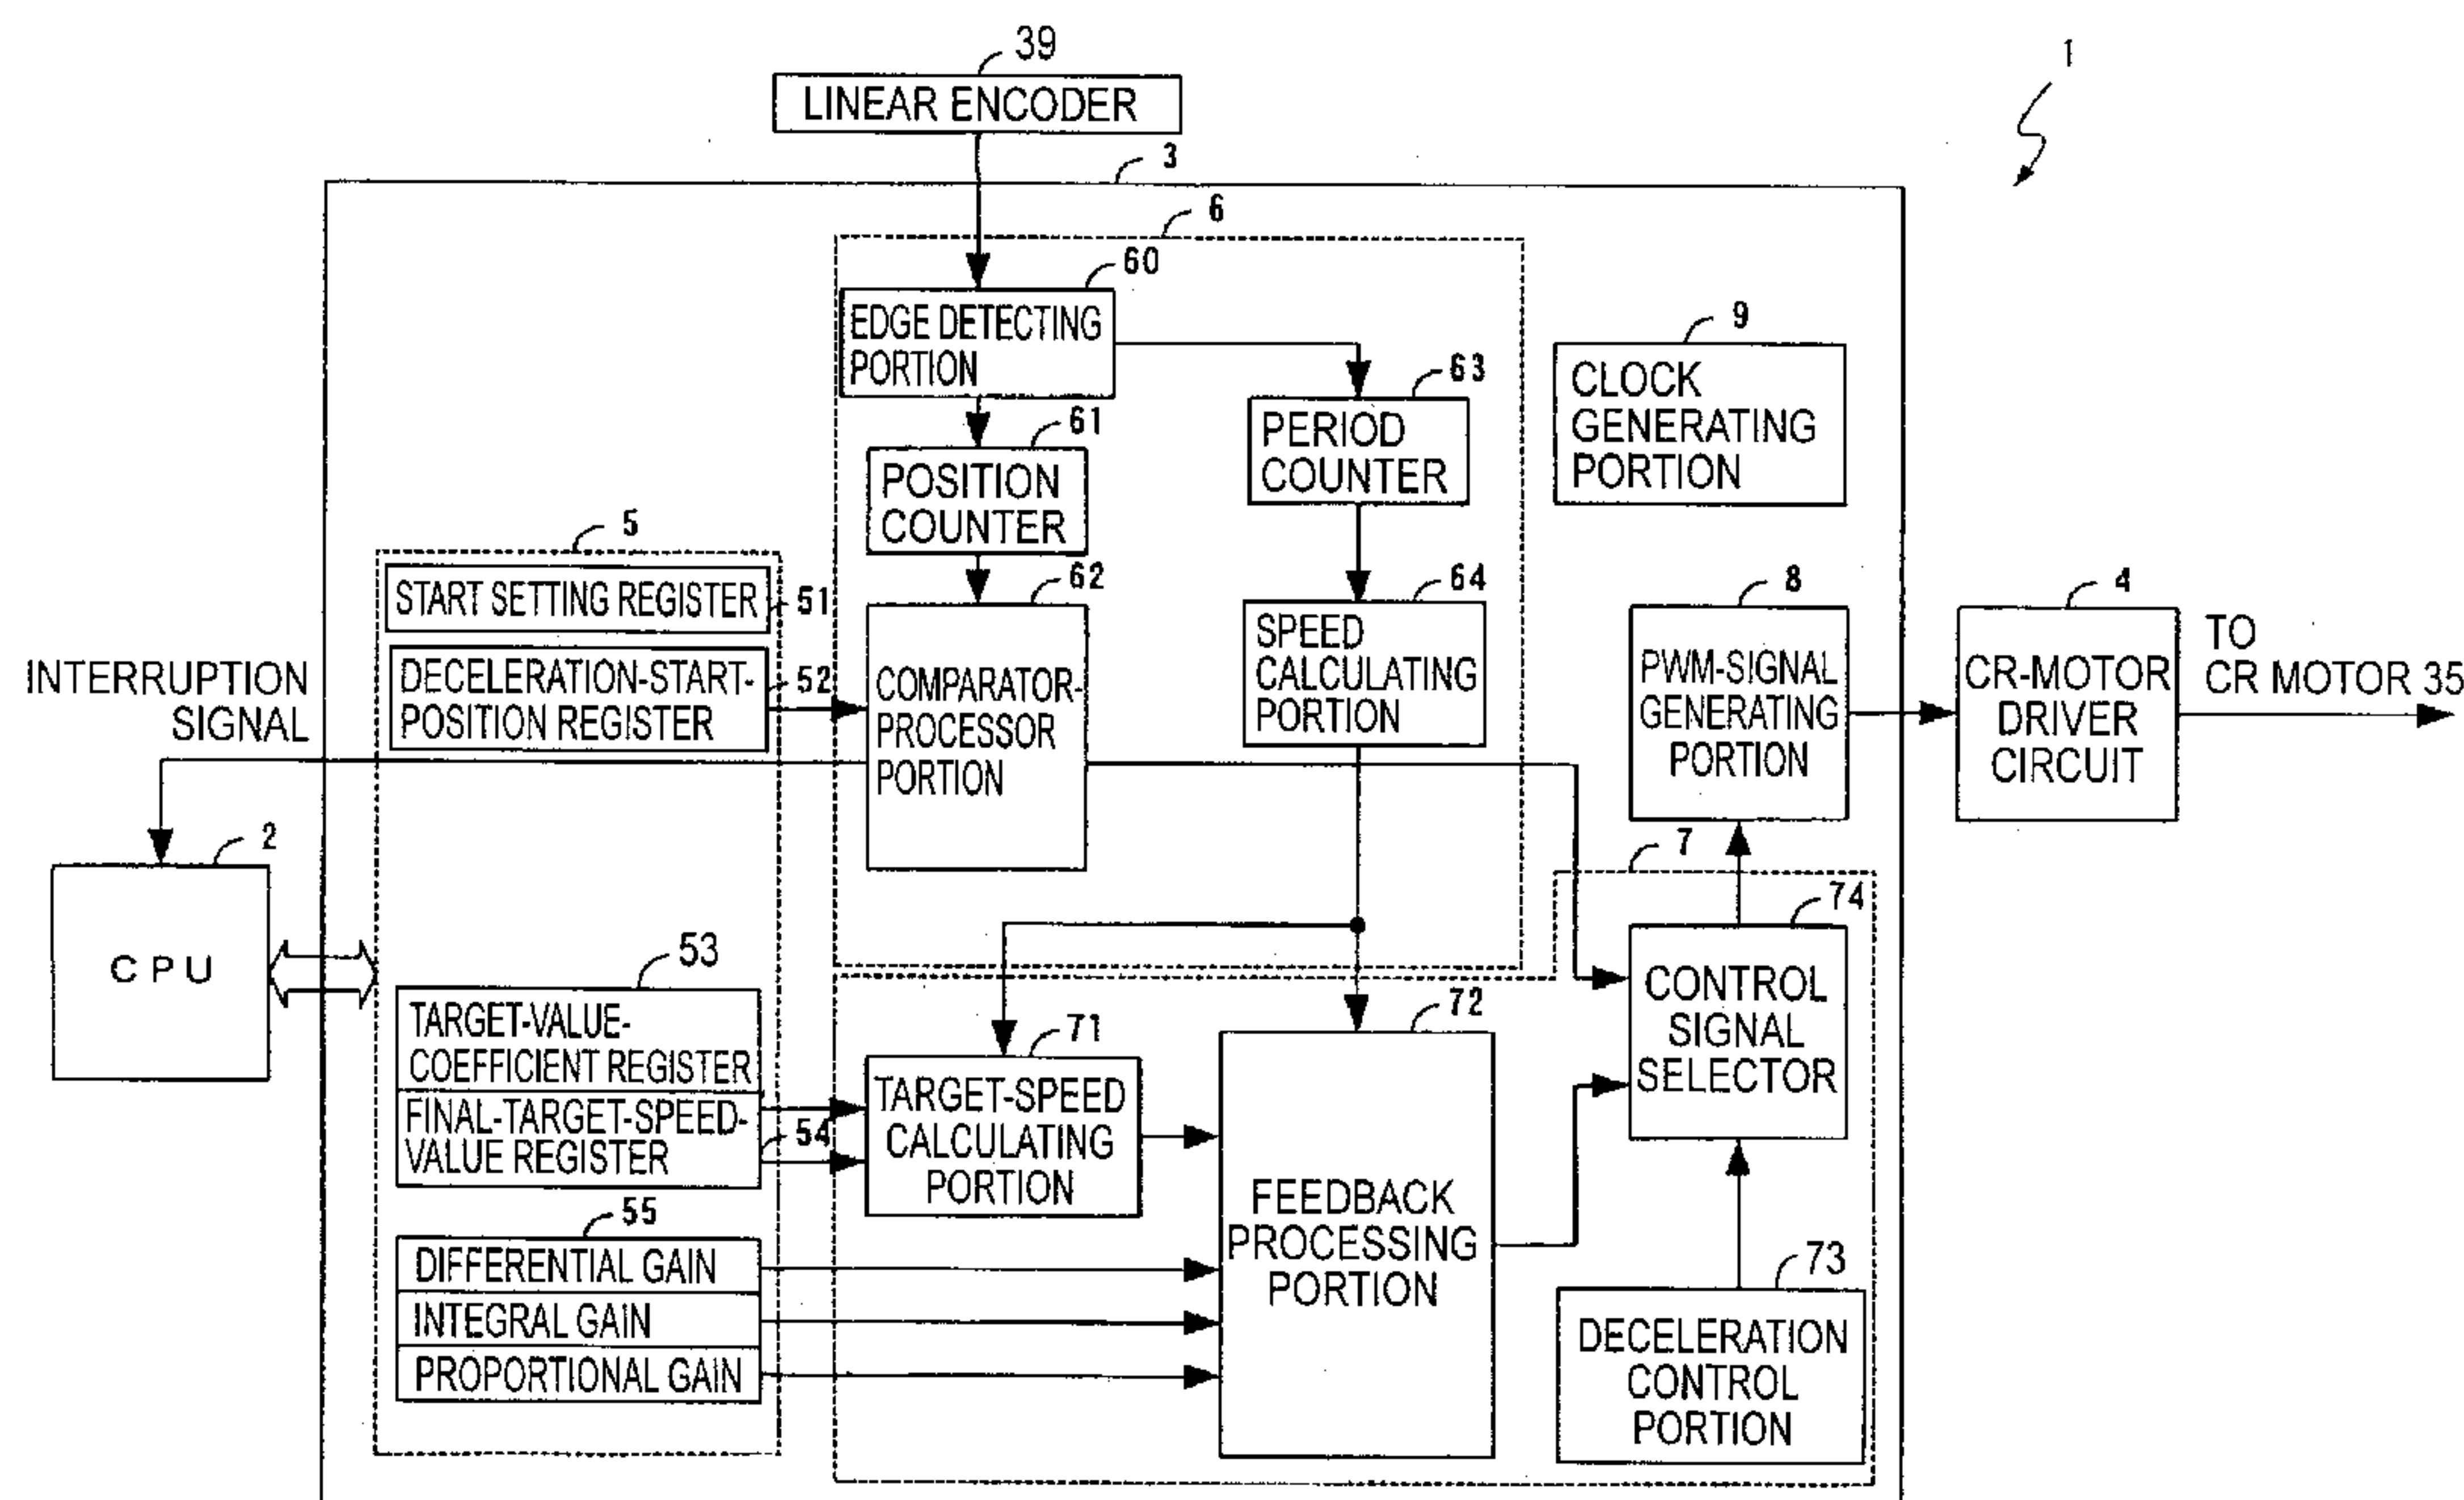 39
1
LINEAR ENCODER
3
6
60
EDGE DETECTING
PORTION
9
CLOCK
GENERATING
PORTION
63
PERIOD
COUNTER
61
POSITION
COUNTER
5
START SETTING REGISTER
51
62
COMPARATOR-
PROCESSOR
PORTION
64
SPEED
CALCULATING
PORTION
8
PWM-SIGNAL
GENERATING
PORTION
4
CR-MOTOR
DRIVER
CIRCUIT
TO
CR MOTOR 35
INTERRUPTION
SIGNAL
DECELERATION-START-
POSITION REGISTER
52
2
CPU
7
74
CONTROL
SIGNAL
SELECTOR
53
TARGET-VALUE-
COEFFICIENT REGISTER
FINAL-TARGET-SPEED-
VALUE REGISTER
54
71
TARGET-SPEED
CALCULATING
PORTION
72
FEEDBACK
PROCESSING
PORTION
55
DIFFERENTIAL GAIN
INTEGRAL GAIN
PROPORTIONAL GAIN
73
DECELERATION
CONTROL
PORTION